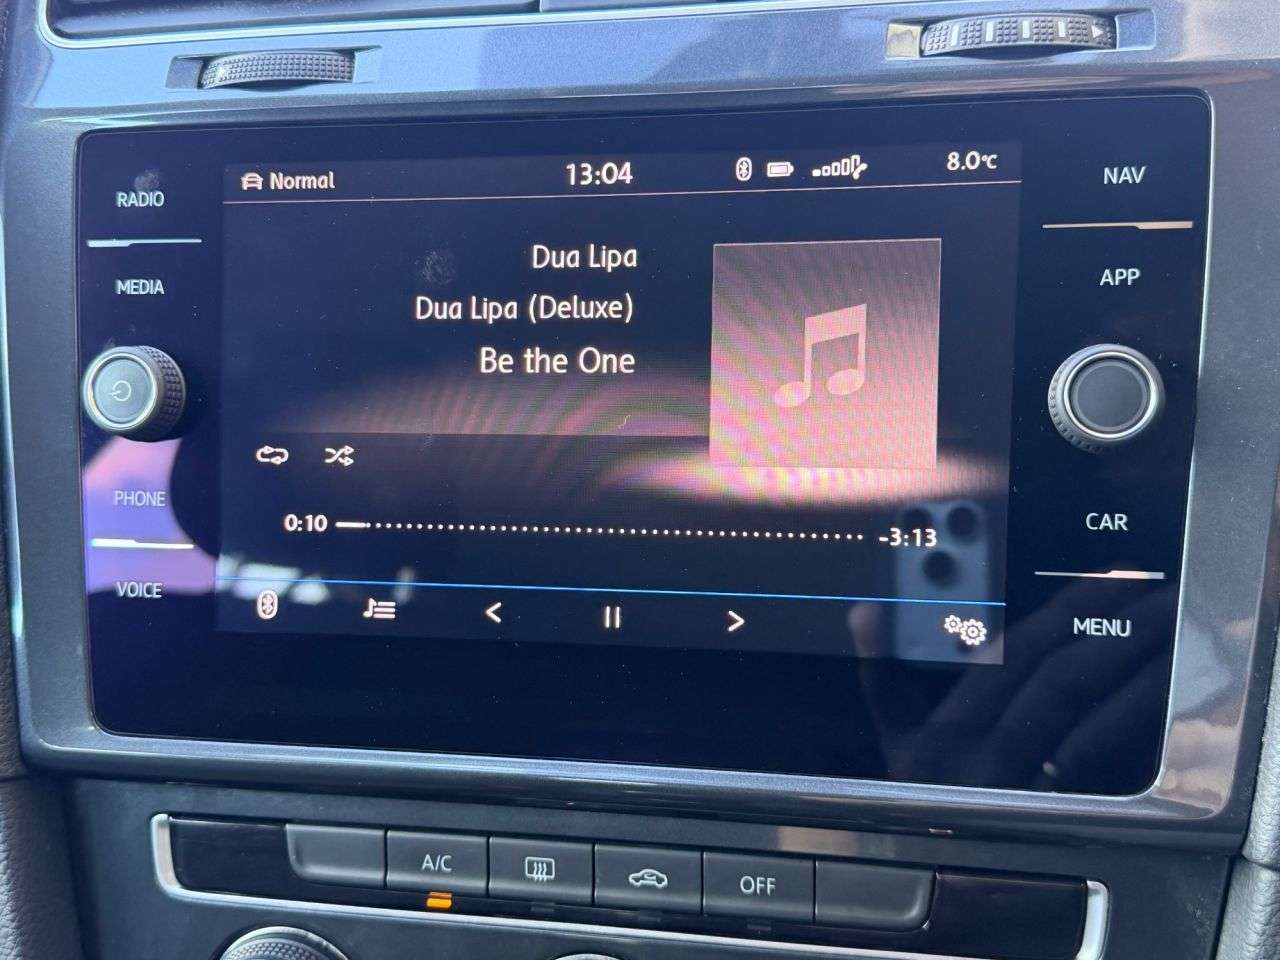 Normal
13:04
8.0°C
RADIO
NAV
Dua Lipa
MEDIA
APP
Dua Lipa (Deluxe)
Be the One
PHONE
0:10
-3:13
CAR
VOICE
MENU
A/C
OFF